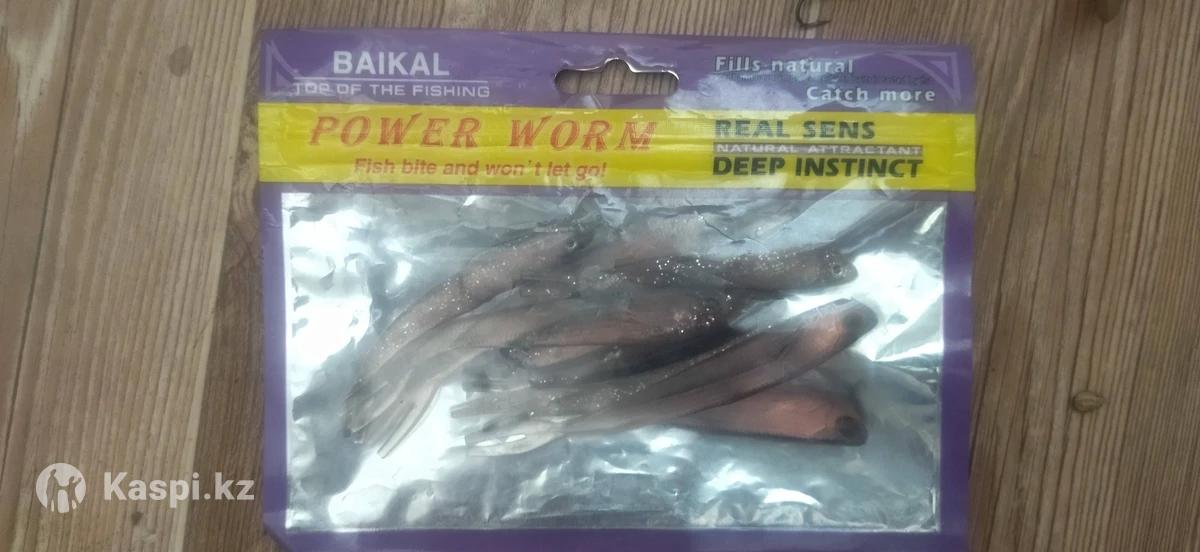 BAIKAL
TOP OF THE FISHING
Fills natural
Catch more
POWER WORM
Fish bite and won't let go!
REAL SENS
NATURAL ATTRACTANT
DEEP INSTINCT
Kaspi.kz